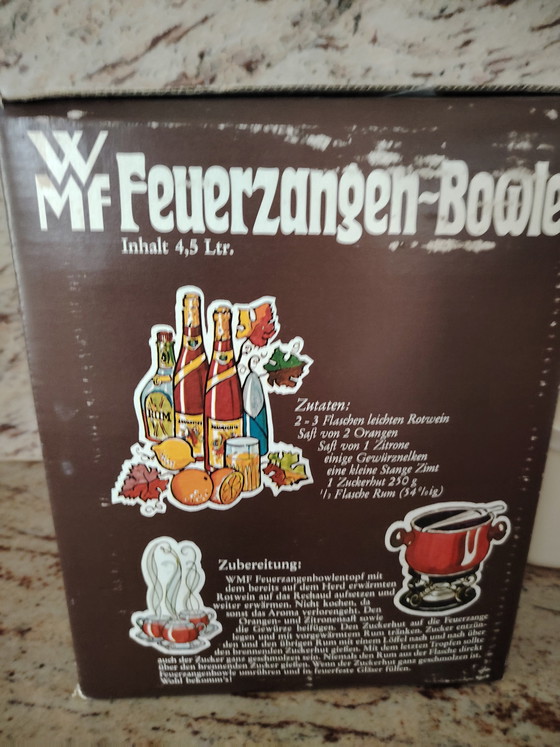 WMF Feuerzangen-Bowle
Inhalt 4,5 Ltr.
RUM
Zutaten:
2 - 3 Flaschen leichten Rotwein
Saft von 2 Orangen
Saft von 1 Zitrone
einige Gewürznelken
eine kleine Stange Zimt
1 Zuckerhut 250 g
1/1 Flasche Rum (54%ig)
Zubereitung:
WMF Feuerzangenbowlentopf mit
dem bereits auf dem Herd erwärmten
Rotwein auf das Rechaud aufsetzen und
weiter erwärmen. Nicht kochen, da
sonst das Aroma verlorengeht. Den
Orangen- und Zitronensaft sowie
die Gewürze beifügen. Den Zuckerhut auf die Feuerzange
legen und mit vorgewärmtem Rum tränken. Zucker entzün-
den und den übrigen Rum mit einem Löffel nach und nach über
den brennenden Zucker gießen. Mit dem letzten Tropfen sollte
auch der Zucker ganz geschmolzen sein. Niemals den Rum aus der Flasche direkt
über den brennenden Zucker gießen. Wenn der Zuckerhut ganz geschmolzen ist,
Feuerzangenbowle umrühren und in feuerfeste Gläser füllen.
Wohl bekomm's!